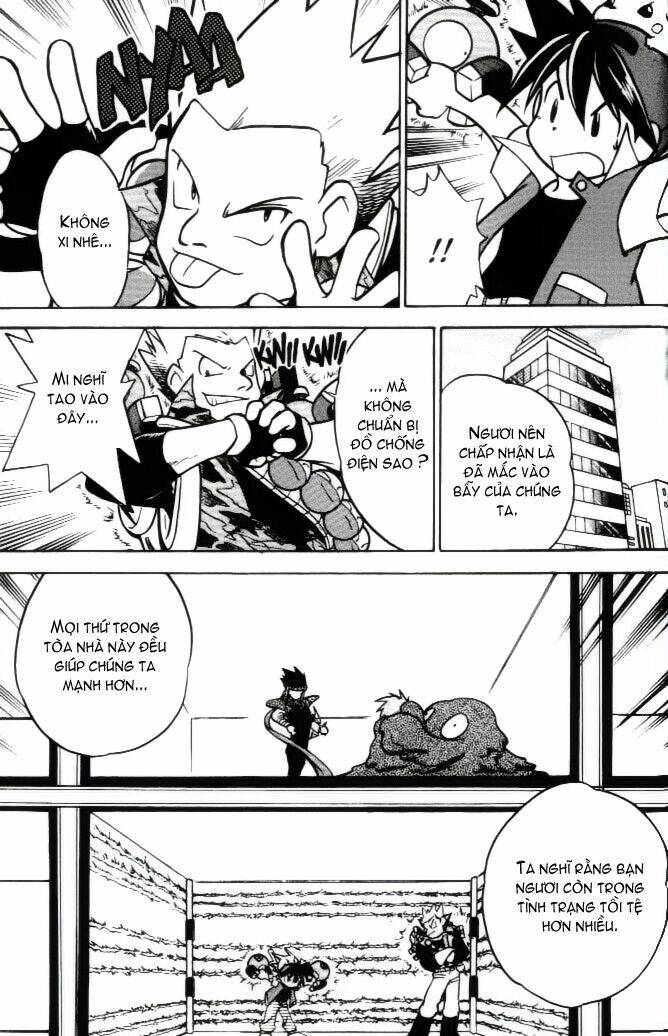 !!
NYAA
KHÔNG
XI NHÊ...
NGƯƠI NÊN
CHẤP NHẬN LÀ
ĐÃ MẮC VÀO
BẪY CỦA CHÚNG
TA.
... MÀ
KHÔNG
CHUẨN BỊ
ĐỒ CHỐNG
ĐIỆN SAO ?
KWII KWII
MI NGHĨ
TAO VÀO
ĐÂY...
MỌI THỨ TRONG
TÒA NHÀ NÀY ĐỀU
GIÚP CHÚNG TA
MẠNH HƠN...
TA NGHĨ RẰNG BẠN
NGƯƠI CÒN TRONG
TÌNH TRẠNG TỒI TỆ
HƠN NHIỀU.